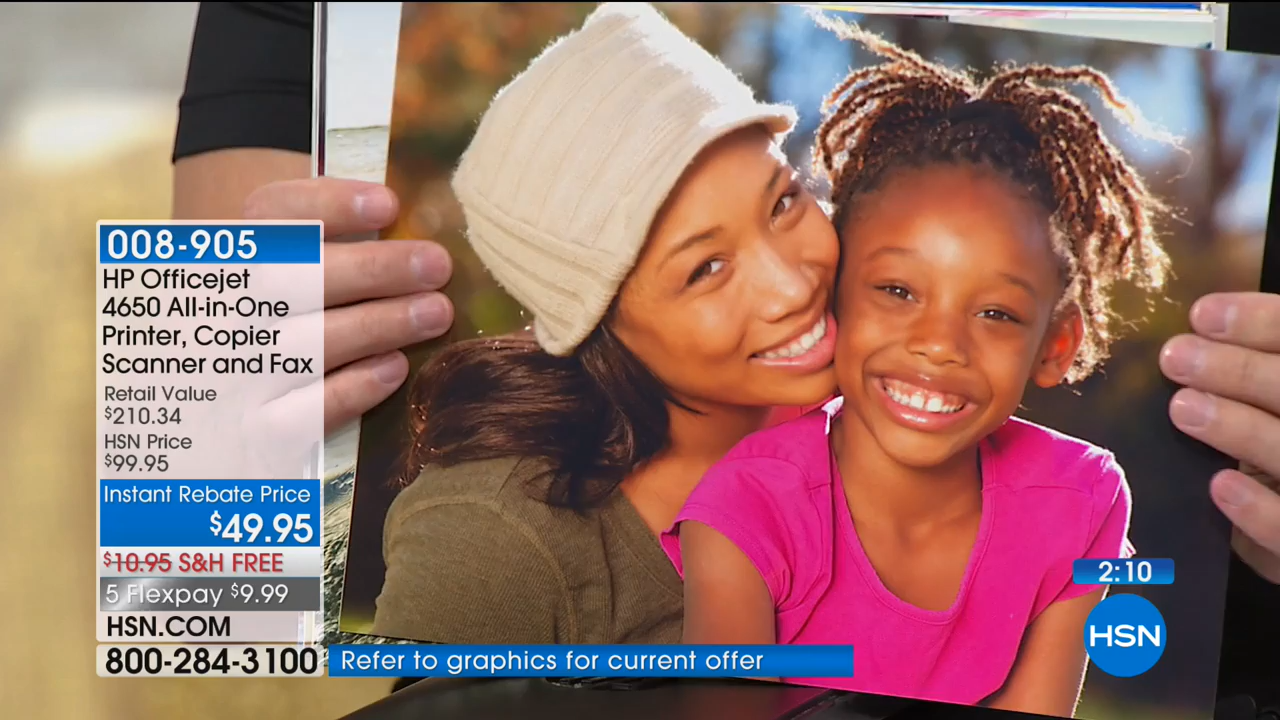 008-905
HP Officejet
4650 All-in-One
Printer, Copier
Scanner and Fax
Retail Value
$210.34
HSN Price
$99.95
Instant Rebate Price
$49.95
$10.95 S&H FREE
5 Flexpay $9.99
HSN.COM
800-284-3100
Refer to graphics for current offer
2:10
HSN